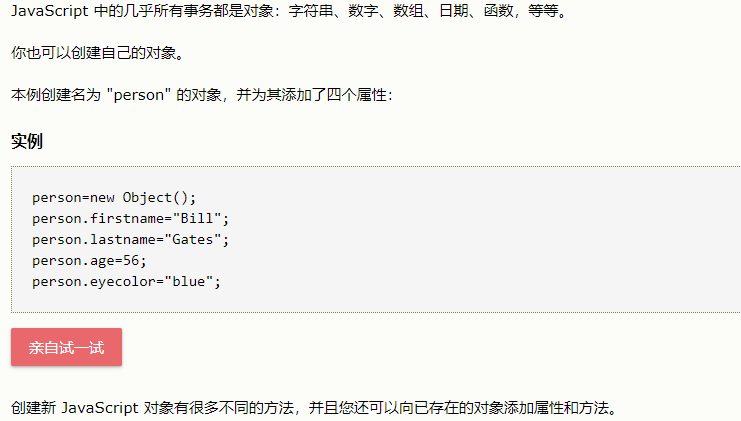 JavaScript 中的几乎所有事务都是对象：字符串、数字、数组、日期、函数，等等。
你也可以创建自己的对象。
本例创建名为 "person" 的对象，并为其添加了四个属性：
实例
person=new Object();
person.firstname="Bill";
person.lastname="Gates";
person.age=56;
person.eyecolor="blue";
亲自试一试
创建新 JavaScript 对象有很多不同的方法，并且您还可以向已存在的对象添加属性和方法。